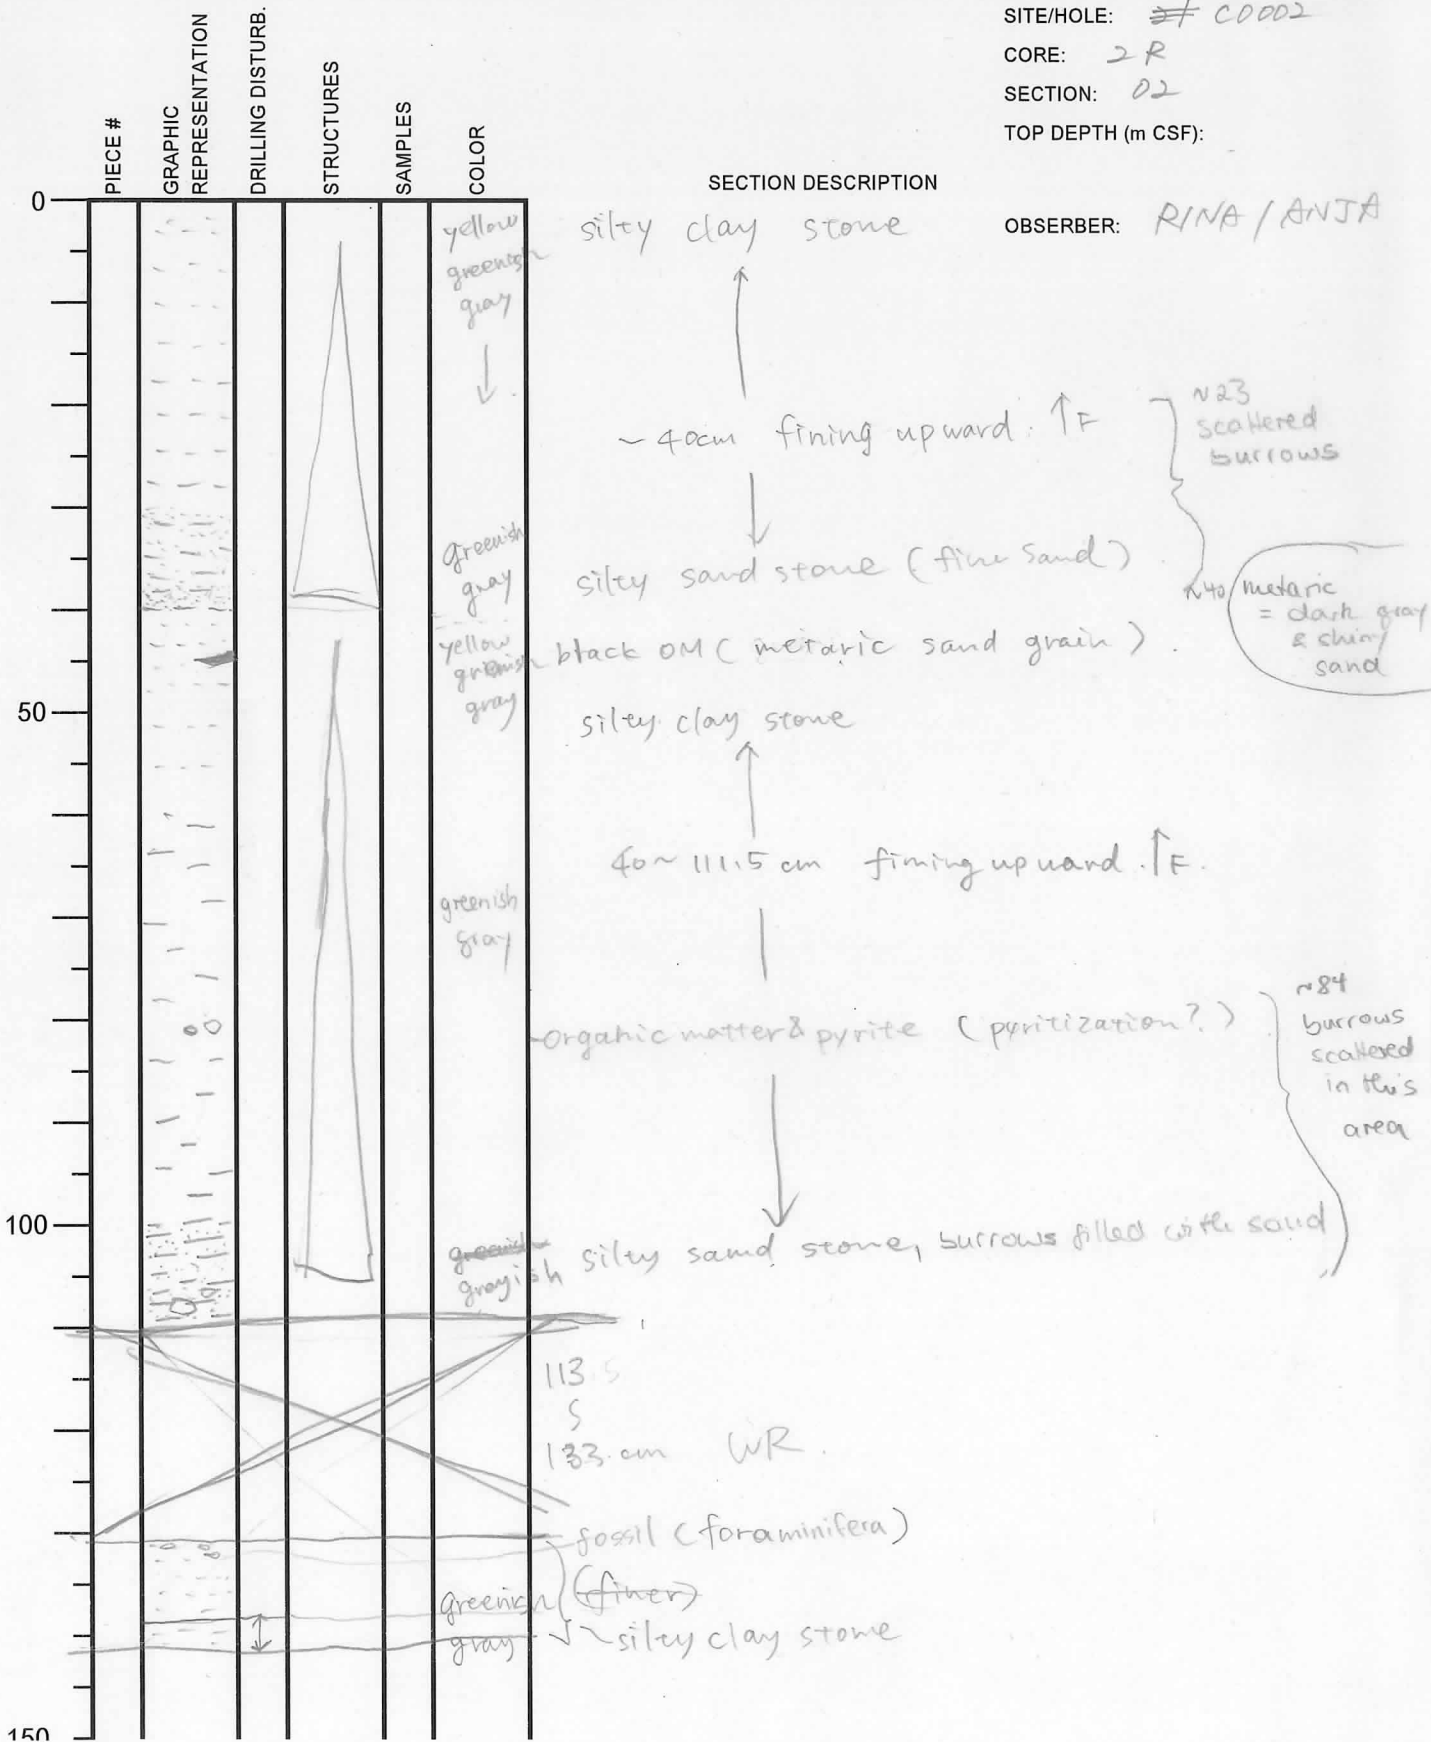 SITE/HOLE: C0002
CORE: 2R
SECTION: 02
TOP DEPTH (m CSF):
OBSERBER: RINA / ANJA
PIECE #
GRAPHIC REPRESENTATION
DRILLING DISTURB.
STRUCTURES
SAMPLES
COLOR
SECTION DESCRIPTION
0
yellow
greenish
gray
silty clay stone
~40cm fining upward. ↑F
~23
scattered
burrows
greenish
gray
silty sand stone (fine sand)
~40
metaric
= dark gray
& shiny
sand
yellow
greenish
gray
black OM (metaric sand grain)
50
silty clay stone
40~111.5 cm fining upward. ↑F.
greenish
gray
organic matter & pyrite (pyritization?)
~84
burrows
scattered
in this
area
100
greenish
grayish
silty sand stone, burrows filled with sand
113.5
~
133.cm WR.
fossil (foraminifera)
greenish
gray
(finer)
~silty clay stone
150